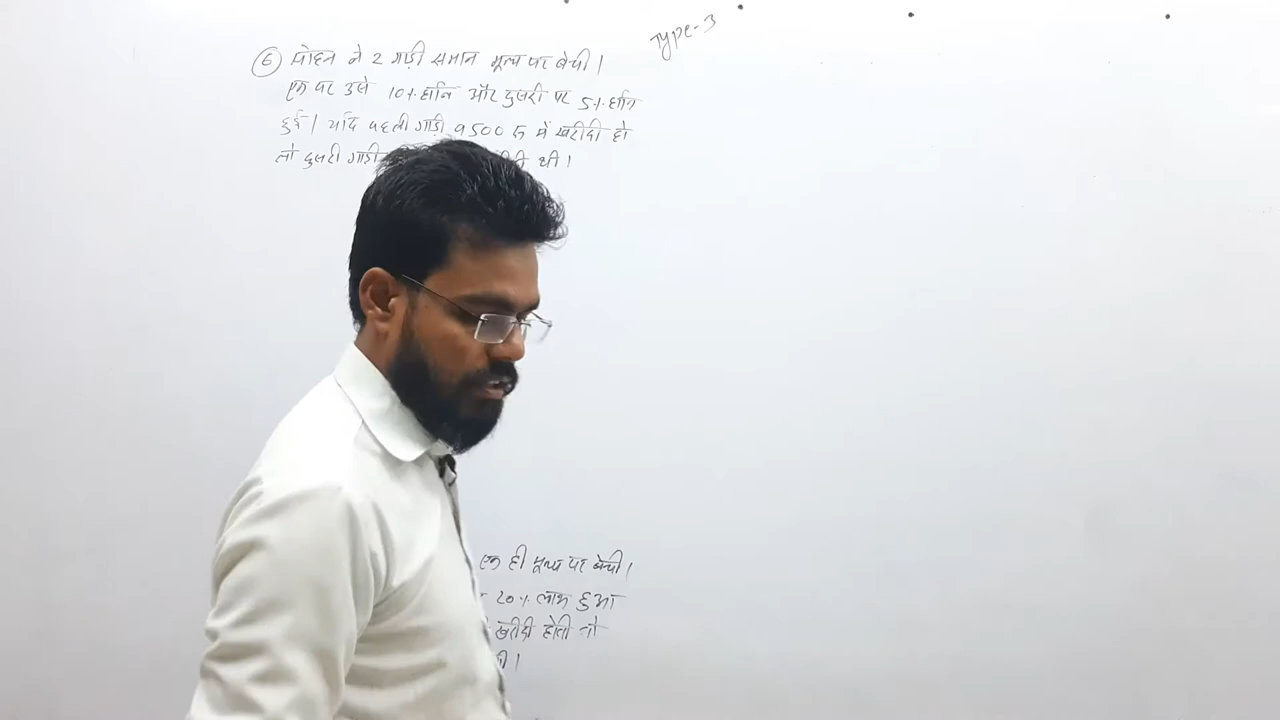 Type-3
⑥ मोहन ने 2 गाड़ी समान मूल्य पर बेची।
एक पर उसे 10% हानि और दुसरी पर 5% हानि
हुई। यदि पहली गाड़ी 9500 रू में खरीदी हो
तो दुसरी गाड़ी थी।
एक ही मूल्य पर बेची।
20% लाभ हुआ
खरीदी होती तो